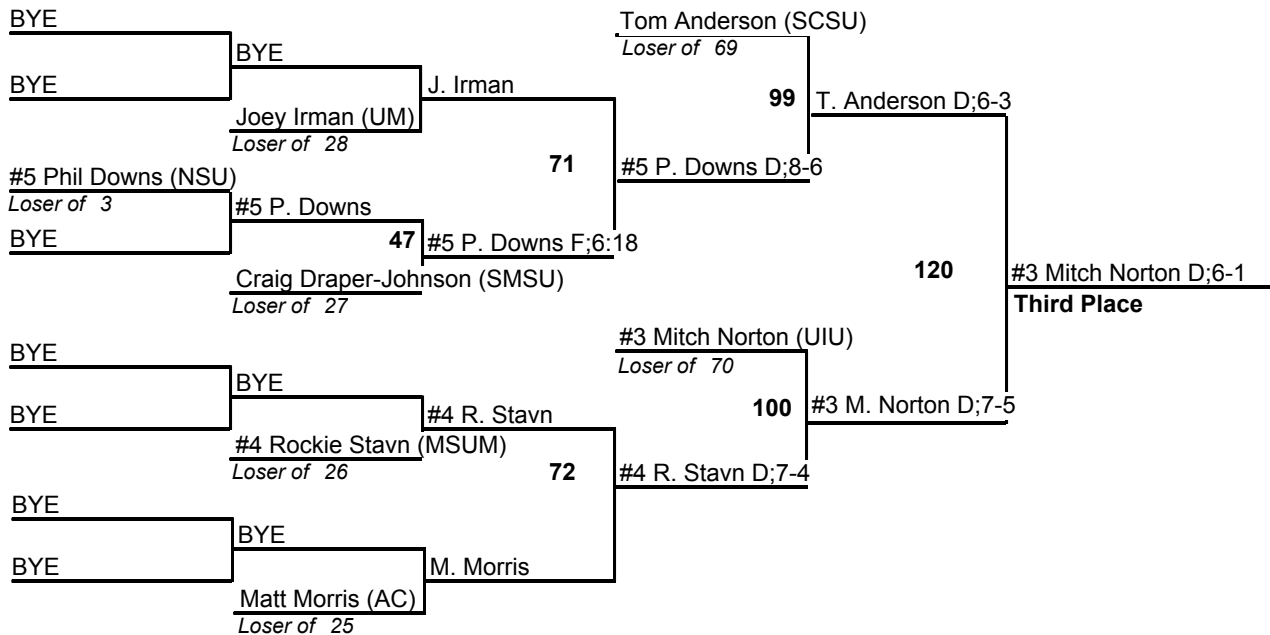 BYE
BYE
BYE
Joey Irman (UM)
Loser of 28
J. Irman
#5 Phil Downs (NSU)
Loser of 3
BYE
#5 P. Downs
47
Craig Draper-Johnson (SMSU)
Loser of 27
#5 P. Downs F;6:18
71
Tom Anderson (SCSU)
Loser of 69
#5 P. Downs D;8-6
99
T. Anderson D;6-3
BYE
BYE
BYE
#4 Rockie Stavn (MSUM)
Loser of 26
#4 R. Stavn
BYE
BYE
BYE
Matt Morris (AC)
Loser of 25
M. Morris
72
#3 Mitch Norton (UIU)
Loser of 70
#4 R. Stavn D;7-4
100
#3 M. Norton D;7-5
120
#3 Mitch Norton D;6-1
Third Place